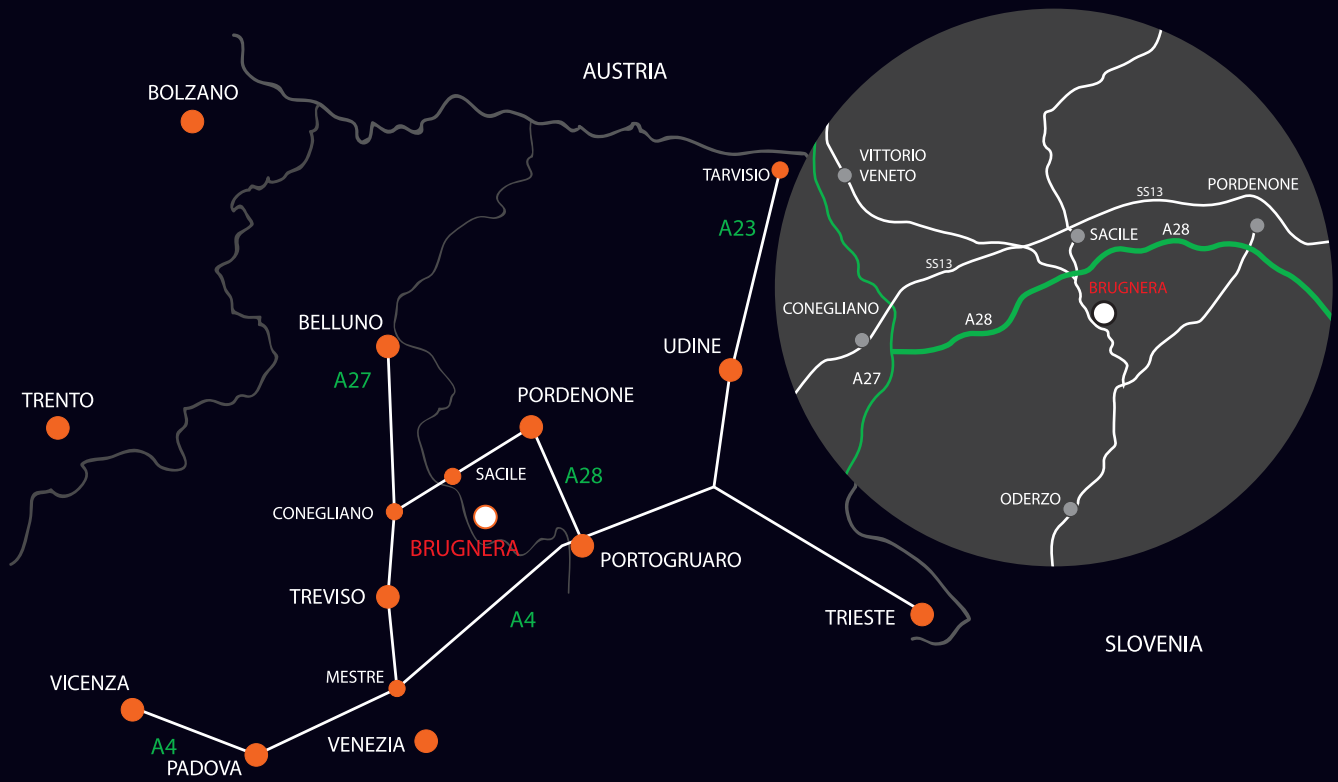 AUSTRIA
BOLZANO
TARVISIO
A23
BELLUNO
A27
UDINE
TRENTO
PORDENONE
SACILE
A28
CONEGLIANO
BRUGNERA
PORTOGRUARO
TREVISO
A4
TRIESTE
SLOVENIA
MESTRE
VICENZA
A4
PADOVA
VENEZIA
VITTORIO
VENETO
SS13
PORDENONE
SACILE
A28
SS13
BRUGNERA
CONEGLIANO
A28
A27
ODERZO